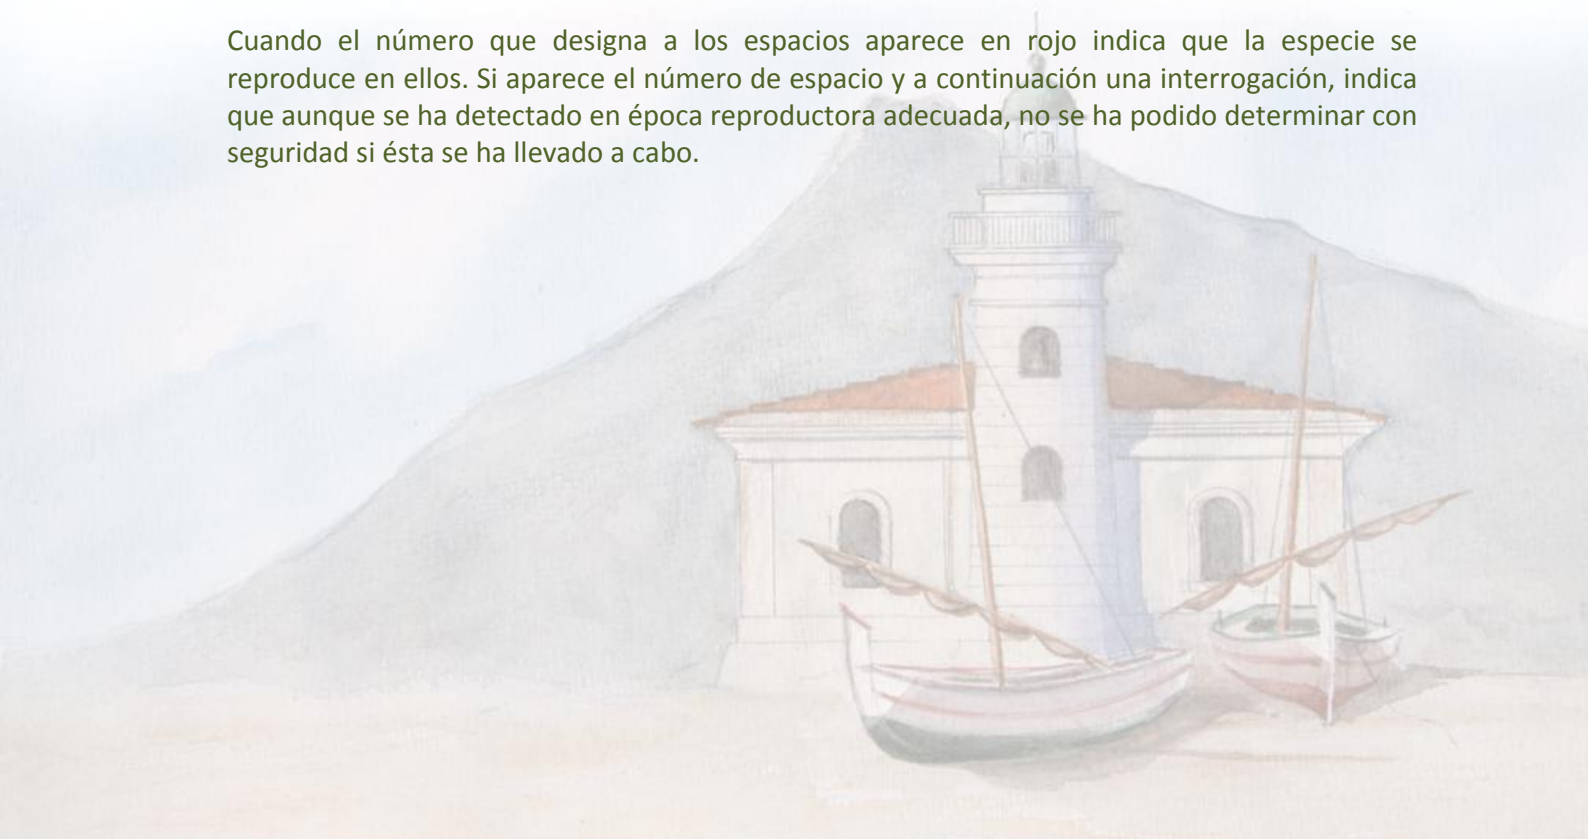 Cuando el número que designa a los espacios aparece en rojo indica que la especie se
reproduce en ellos. Si aparece el número de espacio y a continuación una interrogación, indica
que aunque se ha detectado en época reproductora adecuada, no se ha podido determinar con
seguridad si ésta se ha llevado a cabo.